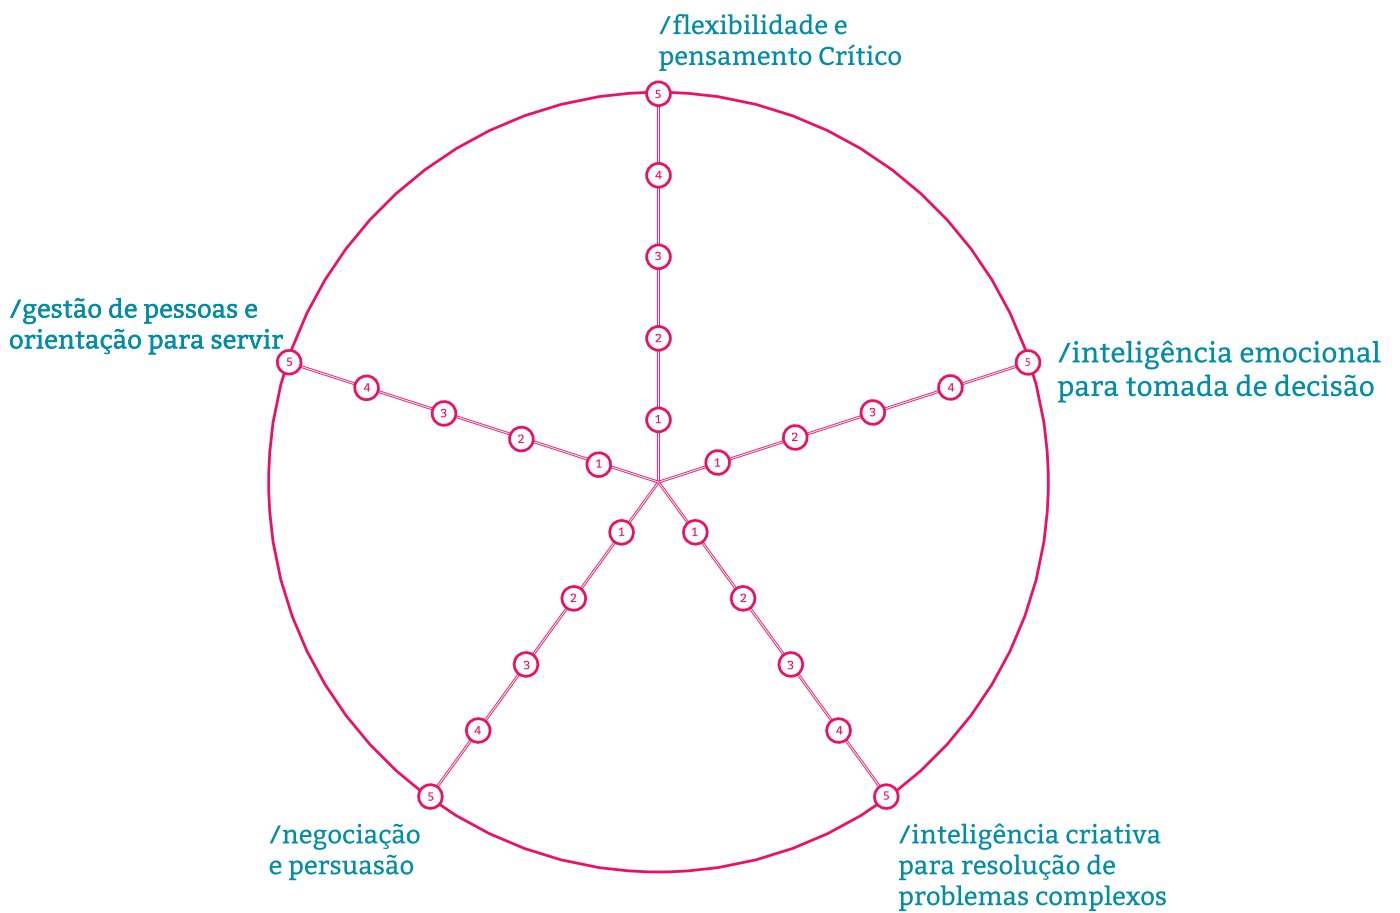 /flexibilidade e
pensamento Crítico
5
4
3
2
1
/gestão de pessoas e
orientação para servir
5
4
3
2
1
/inteligência emocional
para tomada de decisão
1
2
3
4
5
1
2
3
4
5
/negociação
e persuasão
1
2
3
4
5
/inteligência criativa
para resolução de
problemas complexos